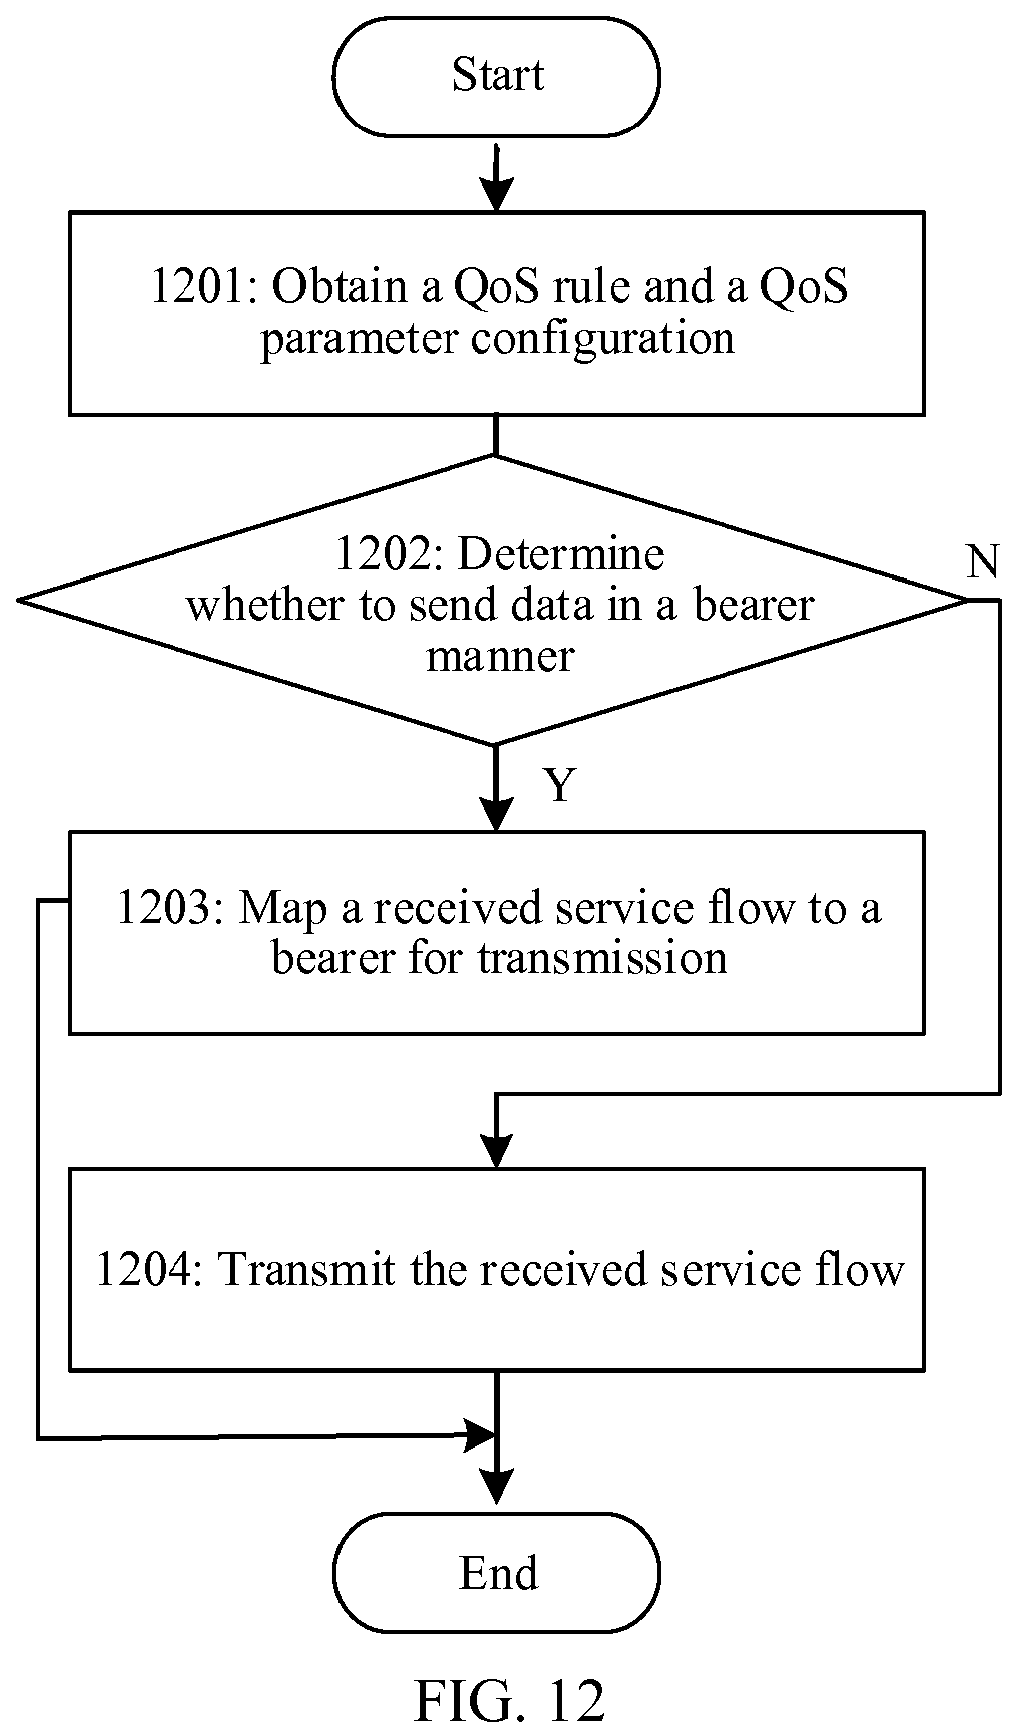 Start
1201: Obtain a QoS rule and a QoS
parameter configuration
1202: Determine
whether to send data in a bearer
manner
N
Y
1203: Map a received service flow to a
bearer for transmission
1204: Transmit the received service flow
End
FIG. 12